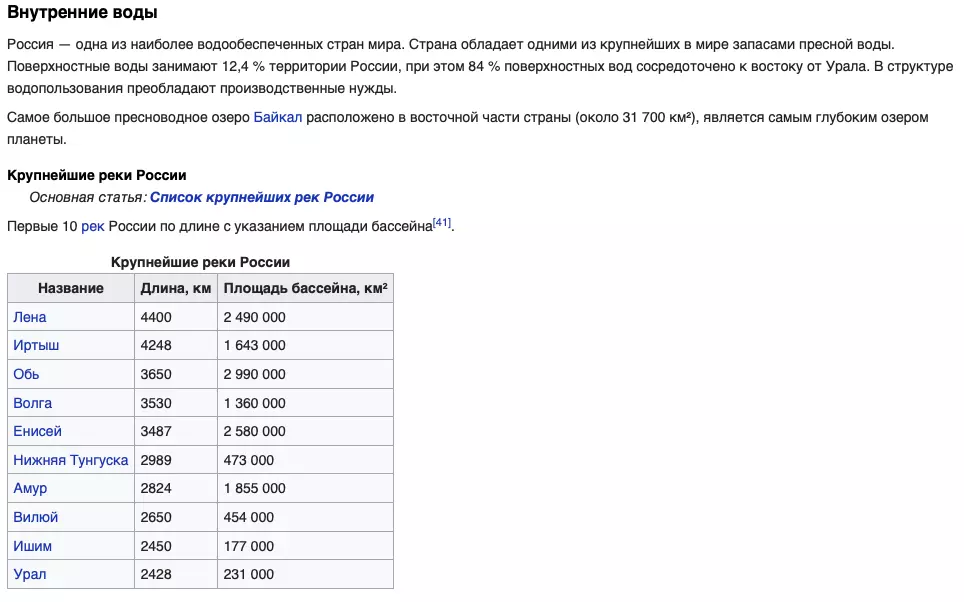 Внутренние воды
Россия — одна из наиболее водообеспеченных стран мира. Страна обладает одними из крупнейших в мире запасами пресной воды.
Поверхностные воды занимают 12,4 % территории России, при этом 84 % поверхностных вод сосредоточено к востоку от Урала. В структуре
водопользования преобладают производственные нужды.
Самое большое пресноводное озеро Байкал расположено в восточной части страны (около 31 700 км²), является самым глубоким озером
планеты.
Крупнейшие реки России
Основная статья: Список крупнейших рек России
Первые 10 рек России по длине с указанием площади бассейна[41].
Крупнейшие реки России
Название Длина, км Площадь бассейна, км²
Лена 4400 2 490 000
Иртыш 4248 1 643 000
Обь 3650 2 990 000
Волга 3530 1 360 000
Енисей 3487 2 580 000
Нижняя Тунгуска 2989 473 000
Амур 2824 1 855 000
Вилюй 2650 454 000
Ишим 2450 177 000
Урал 2428 231 000